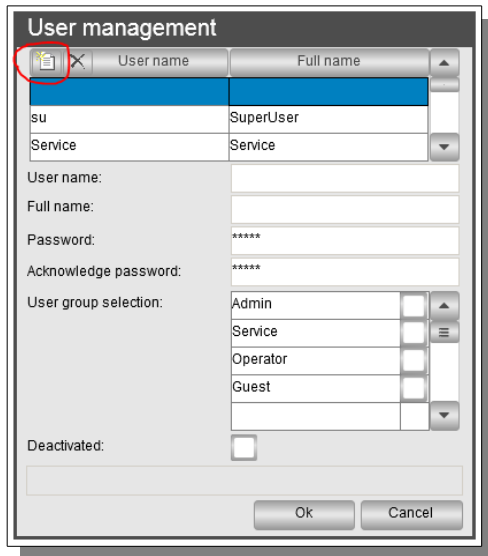 User management
User name Full name
su SuperUser
Service Service
User name:
Full name:
Password: *****
Acknowledge password: *****
User group selection: Admin
Service
Operator
Guest
Deactivated:
Ok Cancel